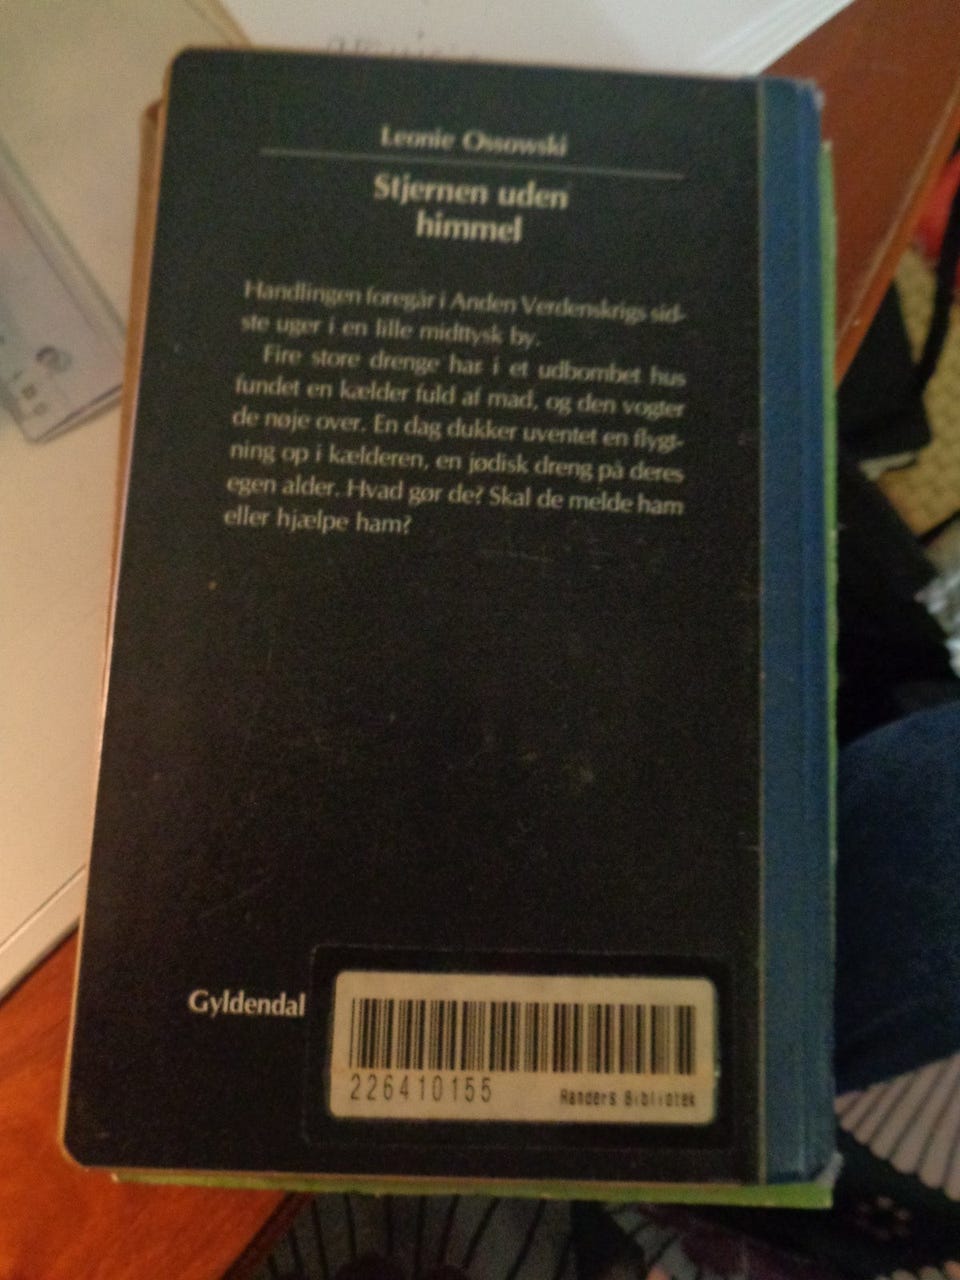 Leonie Ossowski
Stjernen uden
himmel
Handlingen foregår i Anden Verdenskrigs sid-
ste uger i en lille midttysk by.
Fire store drenge har i et udbombet hus
fundet en kælder fuld af mad, og den vogter
de nøje over. En dag dukker uventet en flygt-
ning op i kælderen, en jødisk dreng på deres
egen alder. Hvad gør de? Skal de melde ham
eller hjælpe ham?
Gyldendal
226410155
Randers Bibliotek